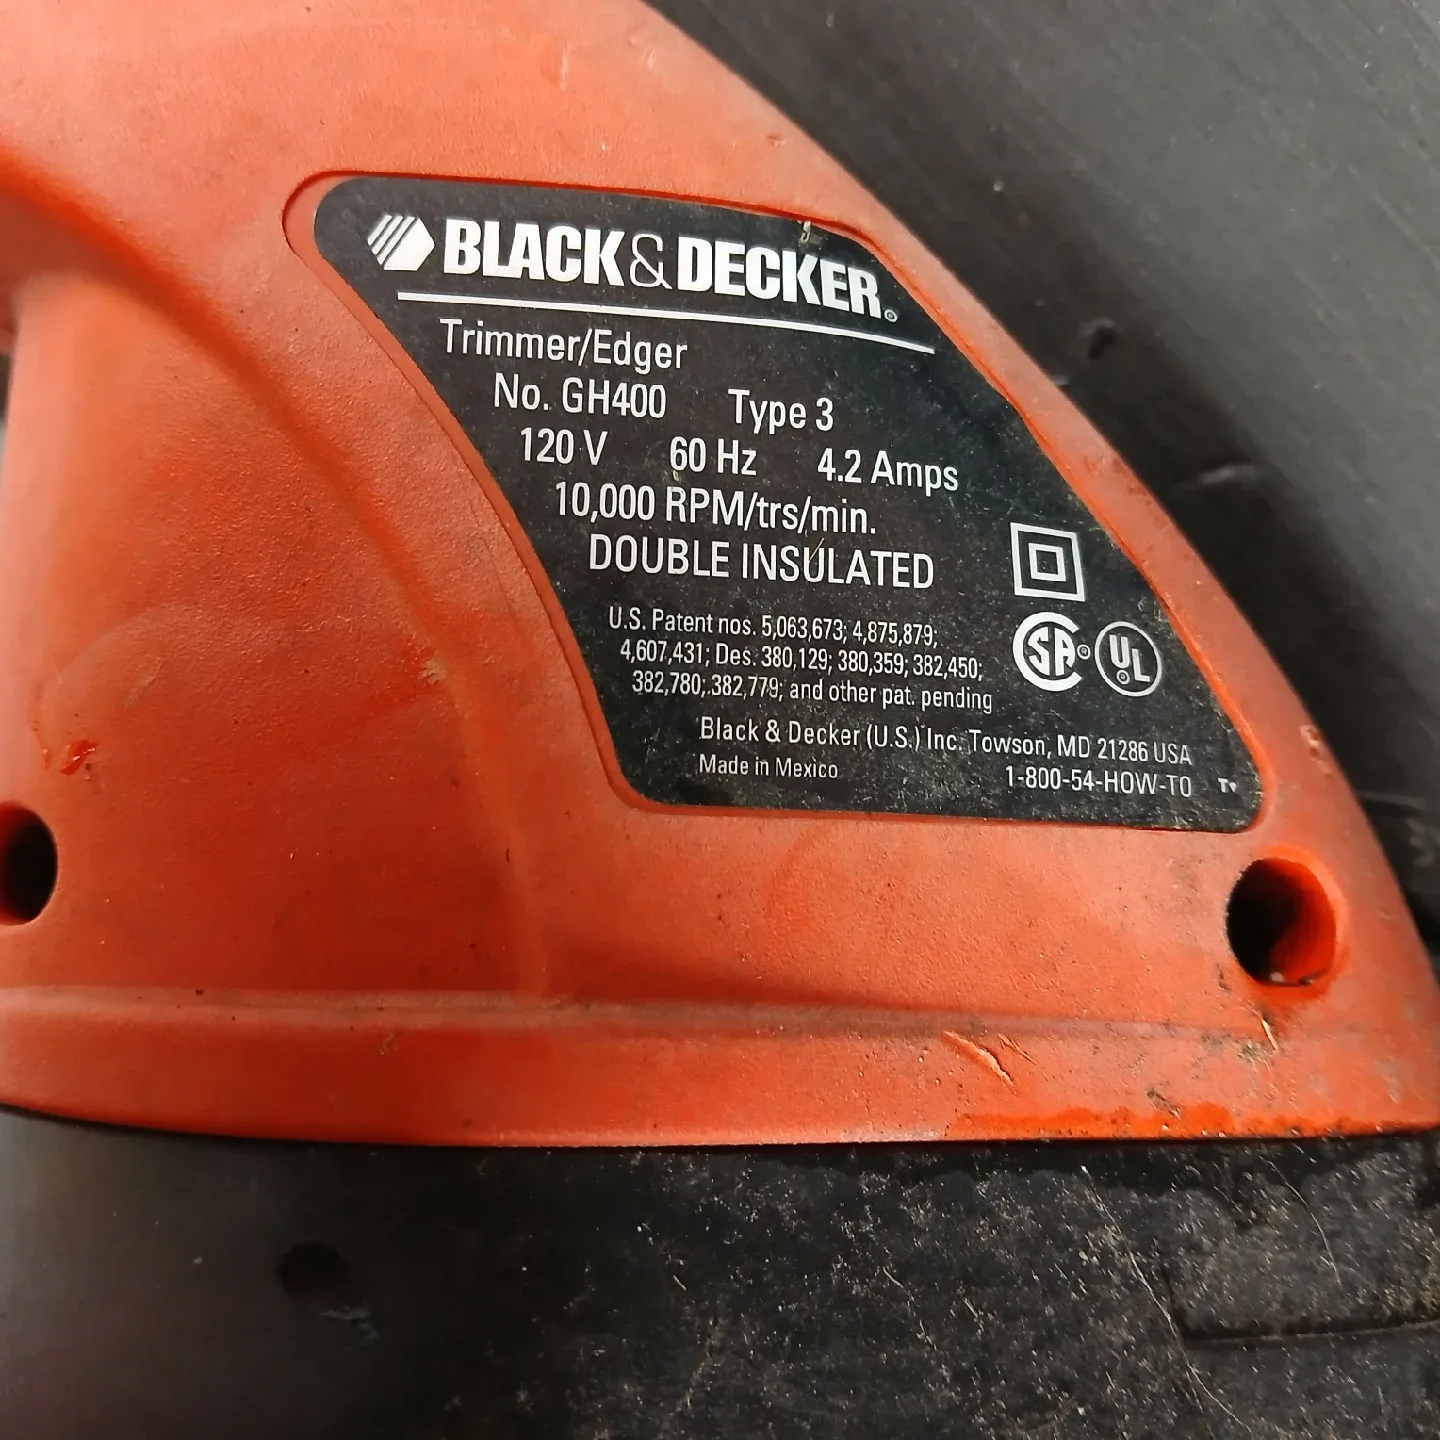 BLACK & DECKER®
Trimmer/Edger
No. GH400 Type 3
120 V 60 Hz 4.2 Amps
10,000 RPM/trs/min.
DOUBLE INSULATED
U.S. Patent nos. 5,063,673; 4,875,879;
4,607,431; Des. 380,129; 380,359; 382,450;
382,780; 382,779; and other pat. pending
SA® UL®
Black & Decker (U.S.) Inc. Towson, MD 21286 USA
Made in Mexico 1-800-54-HOW-TO